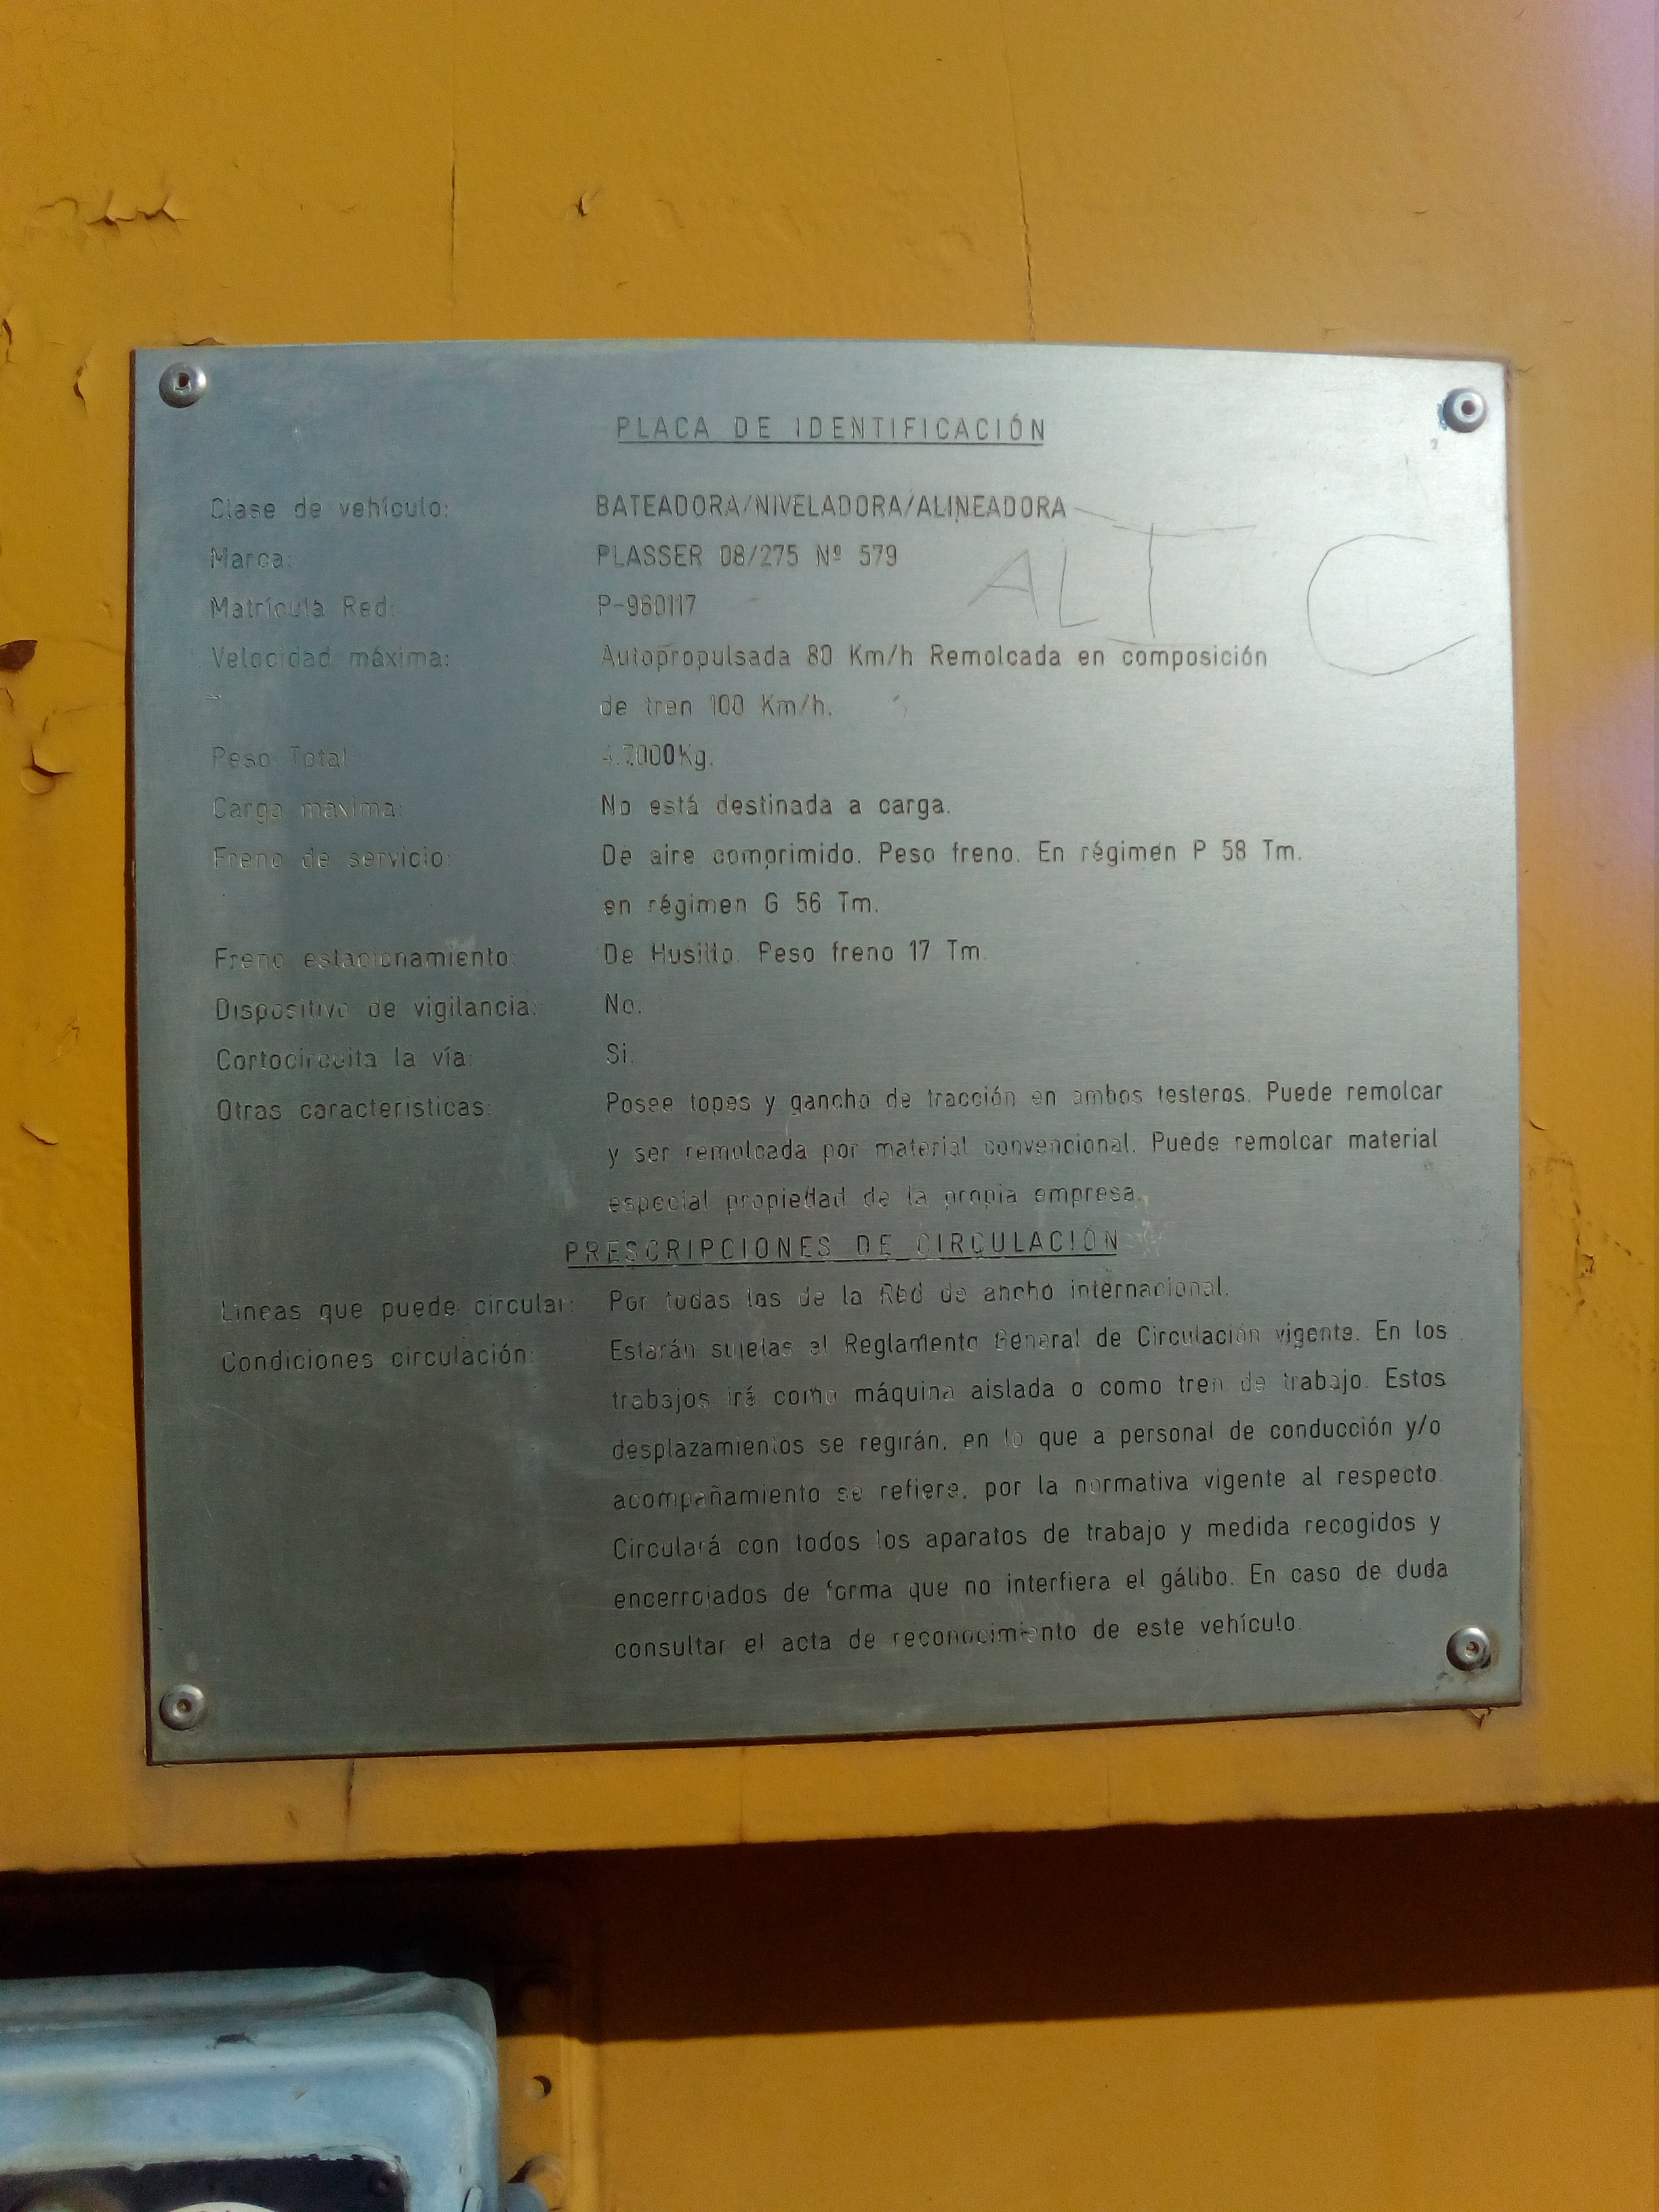 PLACA DE IDENTIFICACIÓN
Clase de vehículo: BATEADORA/NIVELADORA/ALINEADORA
Marca: PLASSER 08/275 Nº 579
Matrícula Red: P-960117
Velocidad máxima: Autopropulsada 80 Km/h Remolcada en composición
de tren 100 Km/h.
Peso Total:
Carga máxima: No está destinada a carga.
Freno de servicio: De aire comprimido. Peso freno. En régimen P 58 Tm.
en régimen G 56 Tm.
Freno estacionamiento: De Husillo. Peso freno 17 Tm.
Dispositivo de vigilancia: No.
Cortocircuita la vía: Si.
Otras caracteristicas: Posee topes y gancho de tracción en ambos testeros. Puede remolcar
y ser remolcada por material convencional. Puede remolcar material
especial propiedad de la propia empresa.
PRESCRIPCIONES DE CIRCULACIÓN
Lineas que puede circular: Por todas las de la Red de ancho internacional.
Condiciones circulación: Estarán sujetas al Reglamento General de Circulación vigente. En los
trabajos irá como máquina aislada o como tren de trabajo. Estos
desplazamientos se regirán, en lo que a personal de conducción y/o
acompañamiento se refiere, por la normativa vigente al respecto.
Circulará con todos los aparatos de trabajo y medida recogidos y
encerrojados de forma que no interfiera el gálibo. En caso de duda
consultar el acta de reconocimiento de este vehículo.
ALT C